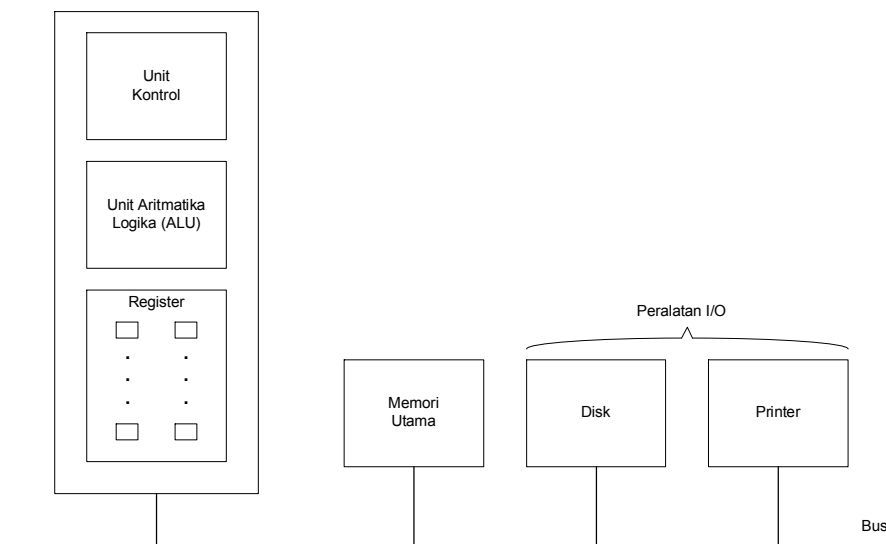 Unit
Kontrol
Unit Aritmatika
Logika (ALU)
Register
Peralatan I/O
Memori
Utama
Disk
Printer
Bus